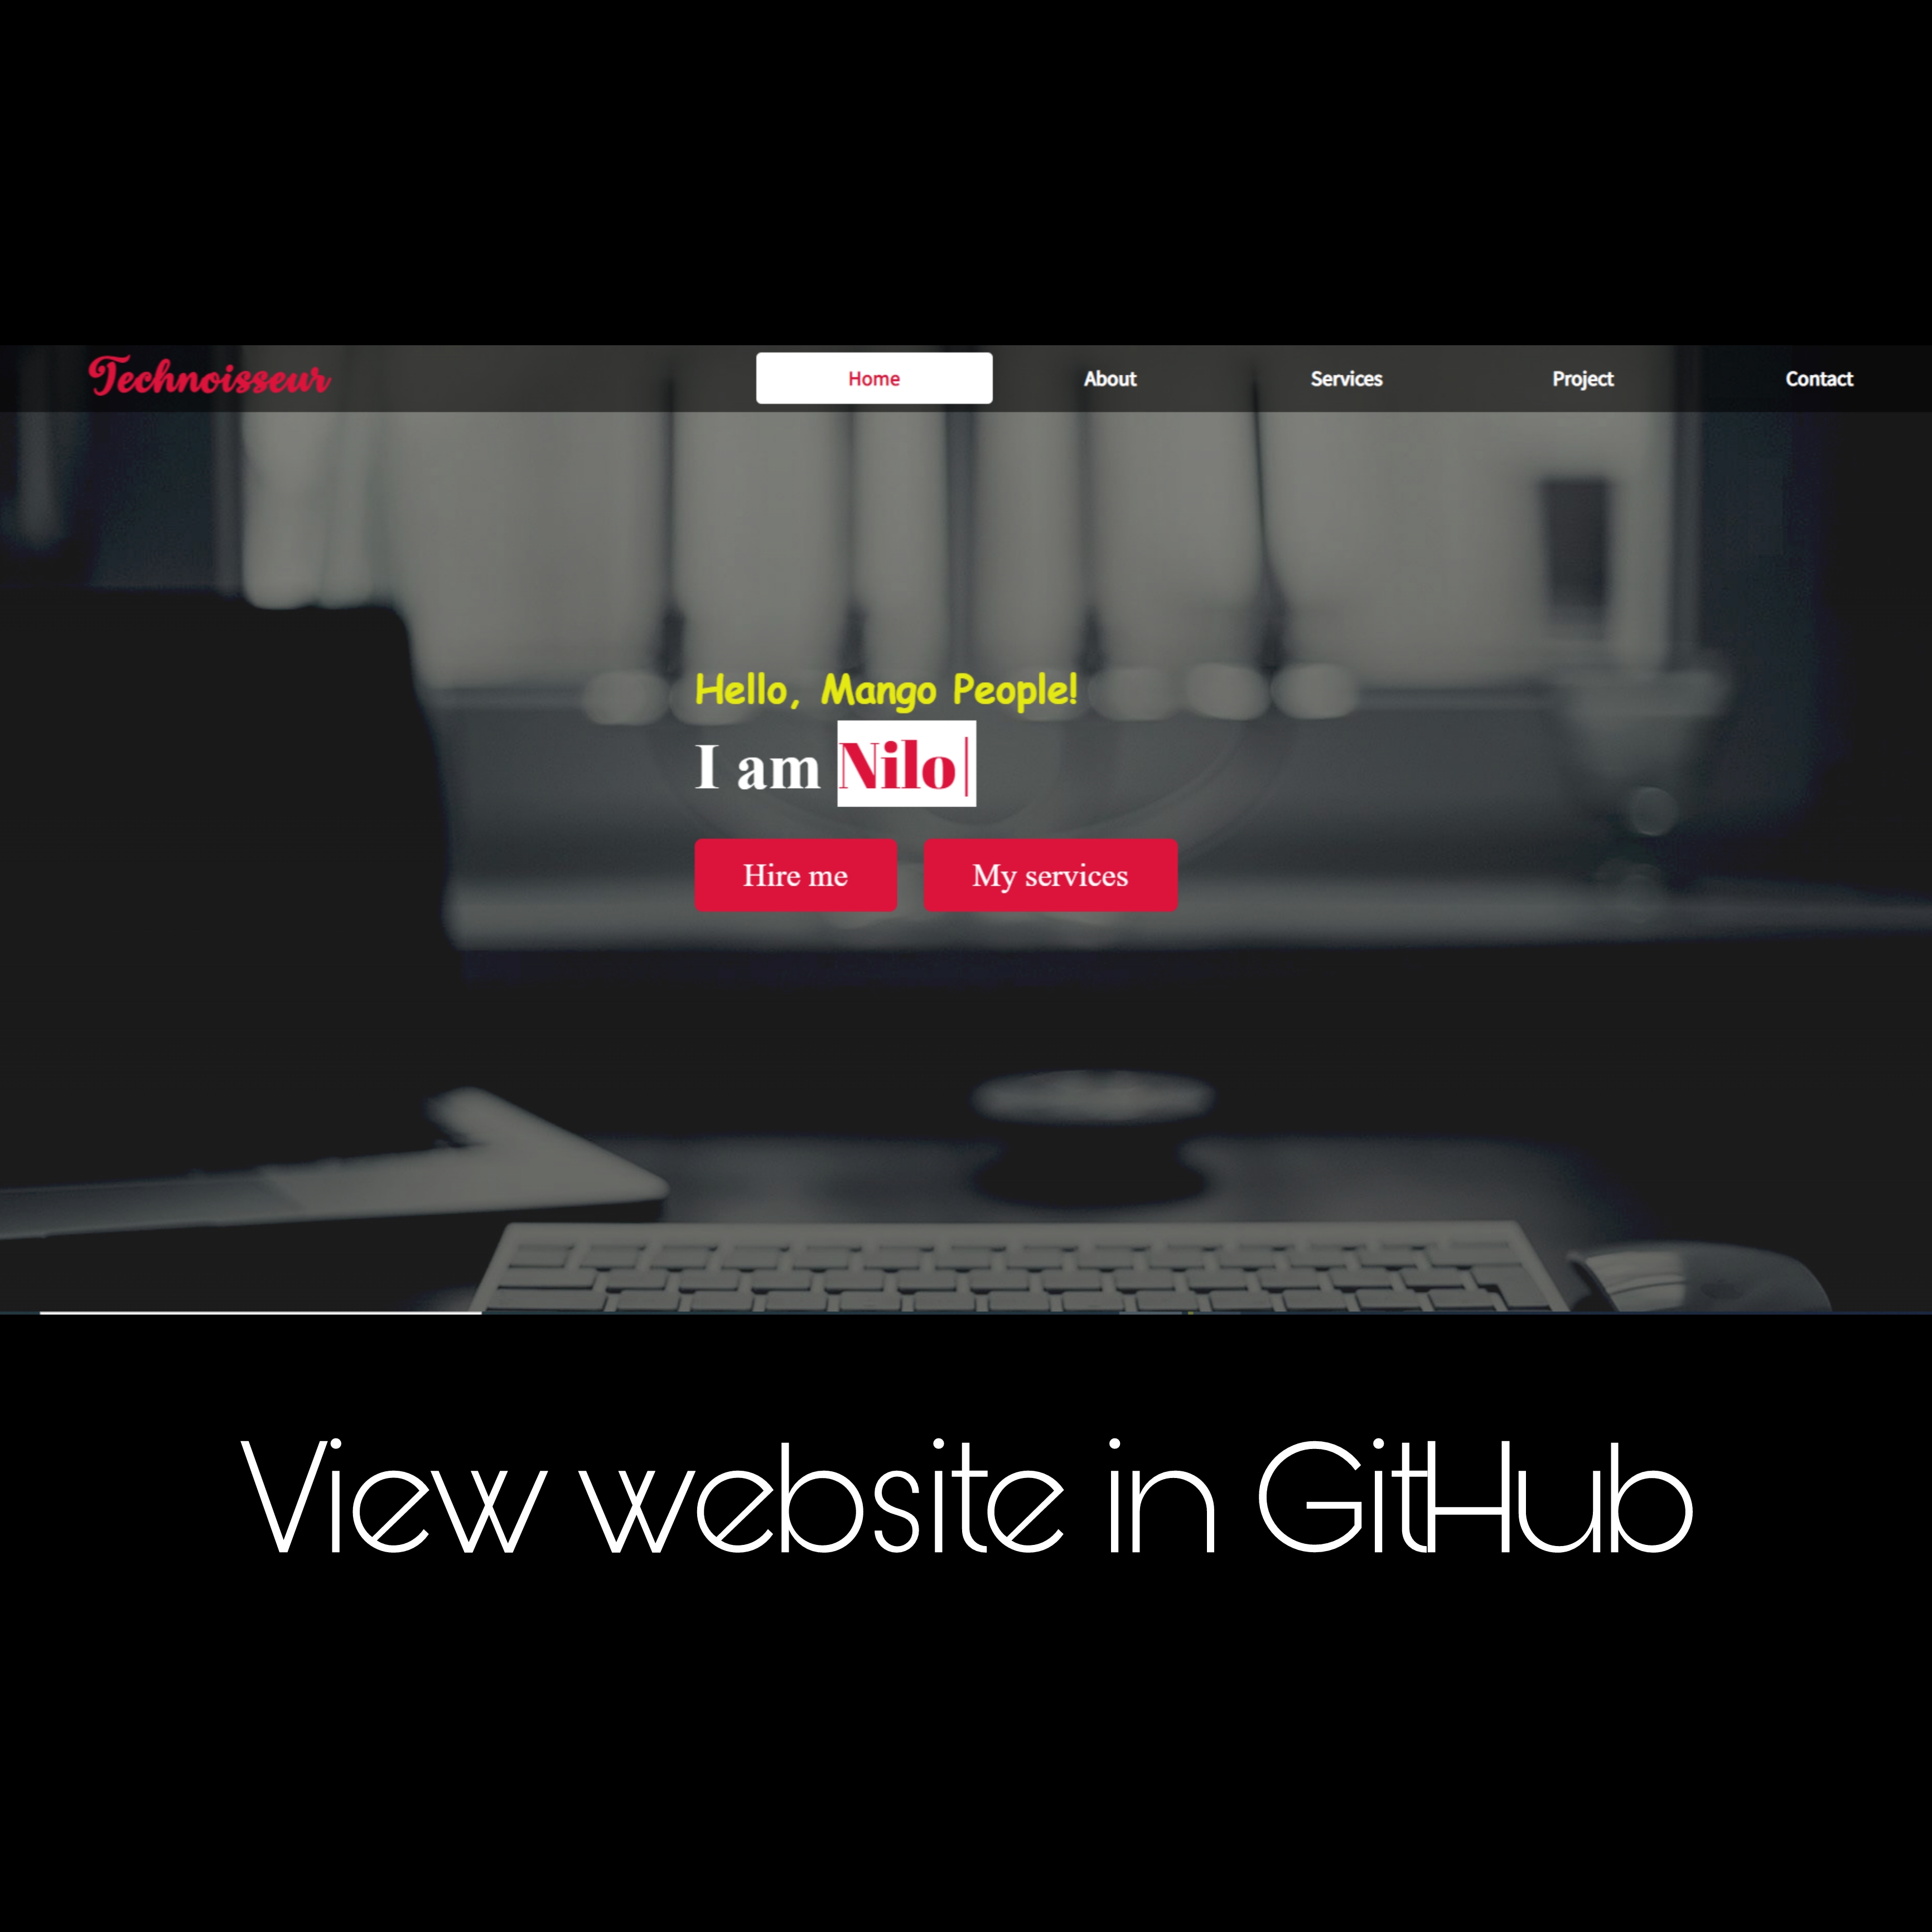 Technoisseur Home About Services Project Contact
Hello, Mango People!
I am Nilo|
Hire me My services
View website in GitHub